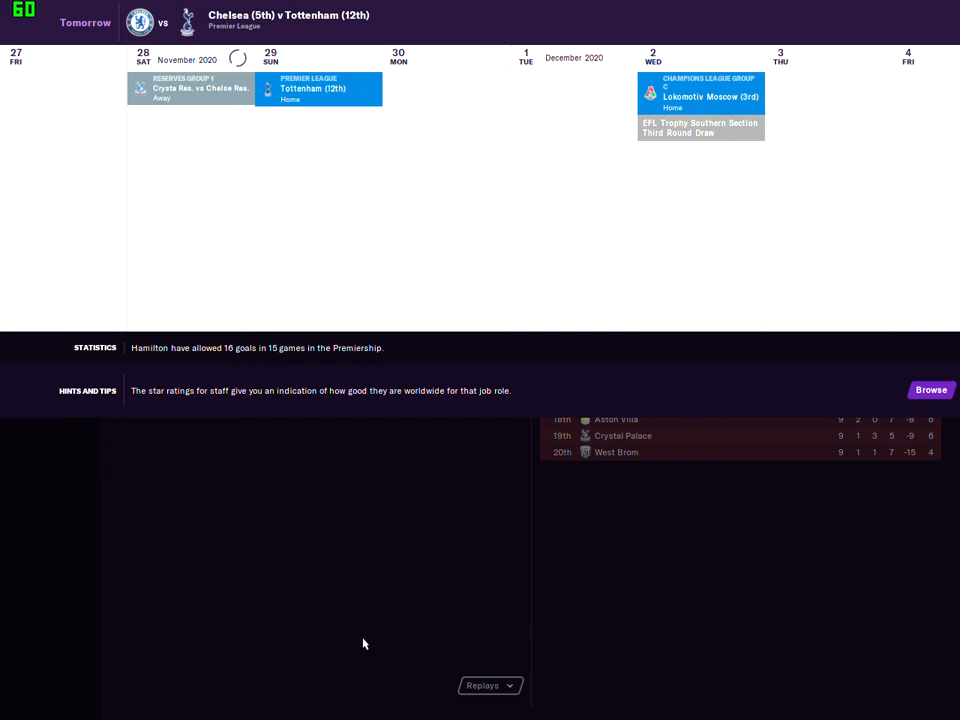 60
Tomorrow
vs
Chelsea (5th) v Tottenham (12th)
Premier League
27
FRI
28
SAT
November 2020
29
SUN
30
MON
1
TUE
December 2020
2
WED
3
THU
4
FRI
RESERVES GROUP 1
Crysta Res. vs Chelse Res.
Away
PREMIER LEAGUE
Tottenham (12th)
Home
CHAMPIONS LEAGUE GROUP
C
Lokomotiv Moscow (3rd)
Home
EFL Trophy Southern Section
Third Round Draw
STATISTICS
Hamilton have allowed 16 goals in 15 games in the Premiership.
HINTS AND TIPS
The star ratings for staff give you an indication of how good they are worldwide for that job role.
Browse
18th Aston Villa 9 2 0 7 -8 6
19th Crystal Palace 9 1 3 5 -9 6
20th West Brom 9 1 1 7 -15 4
Replays